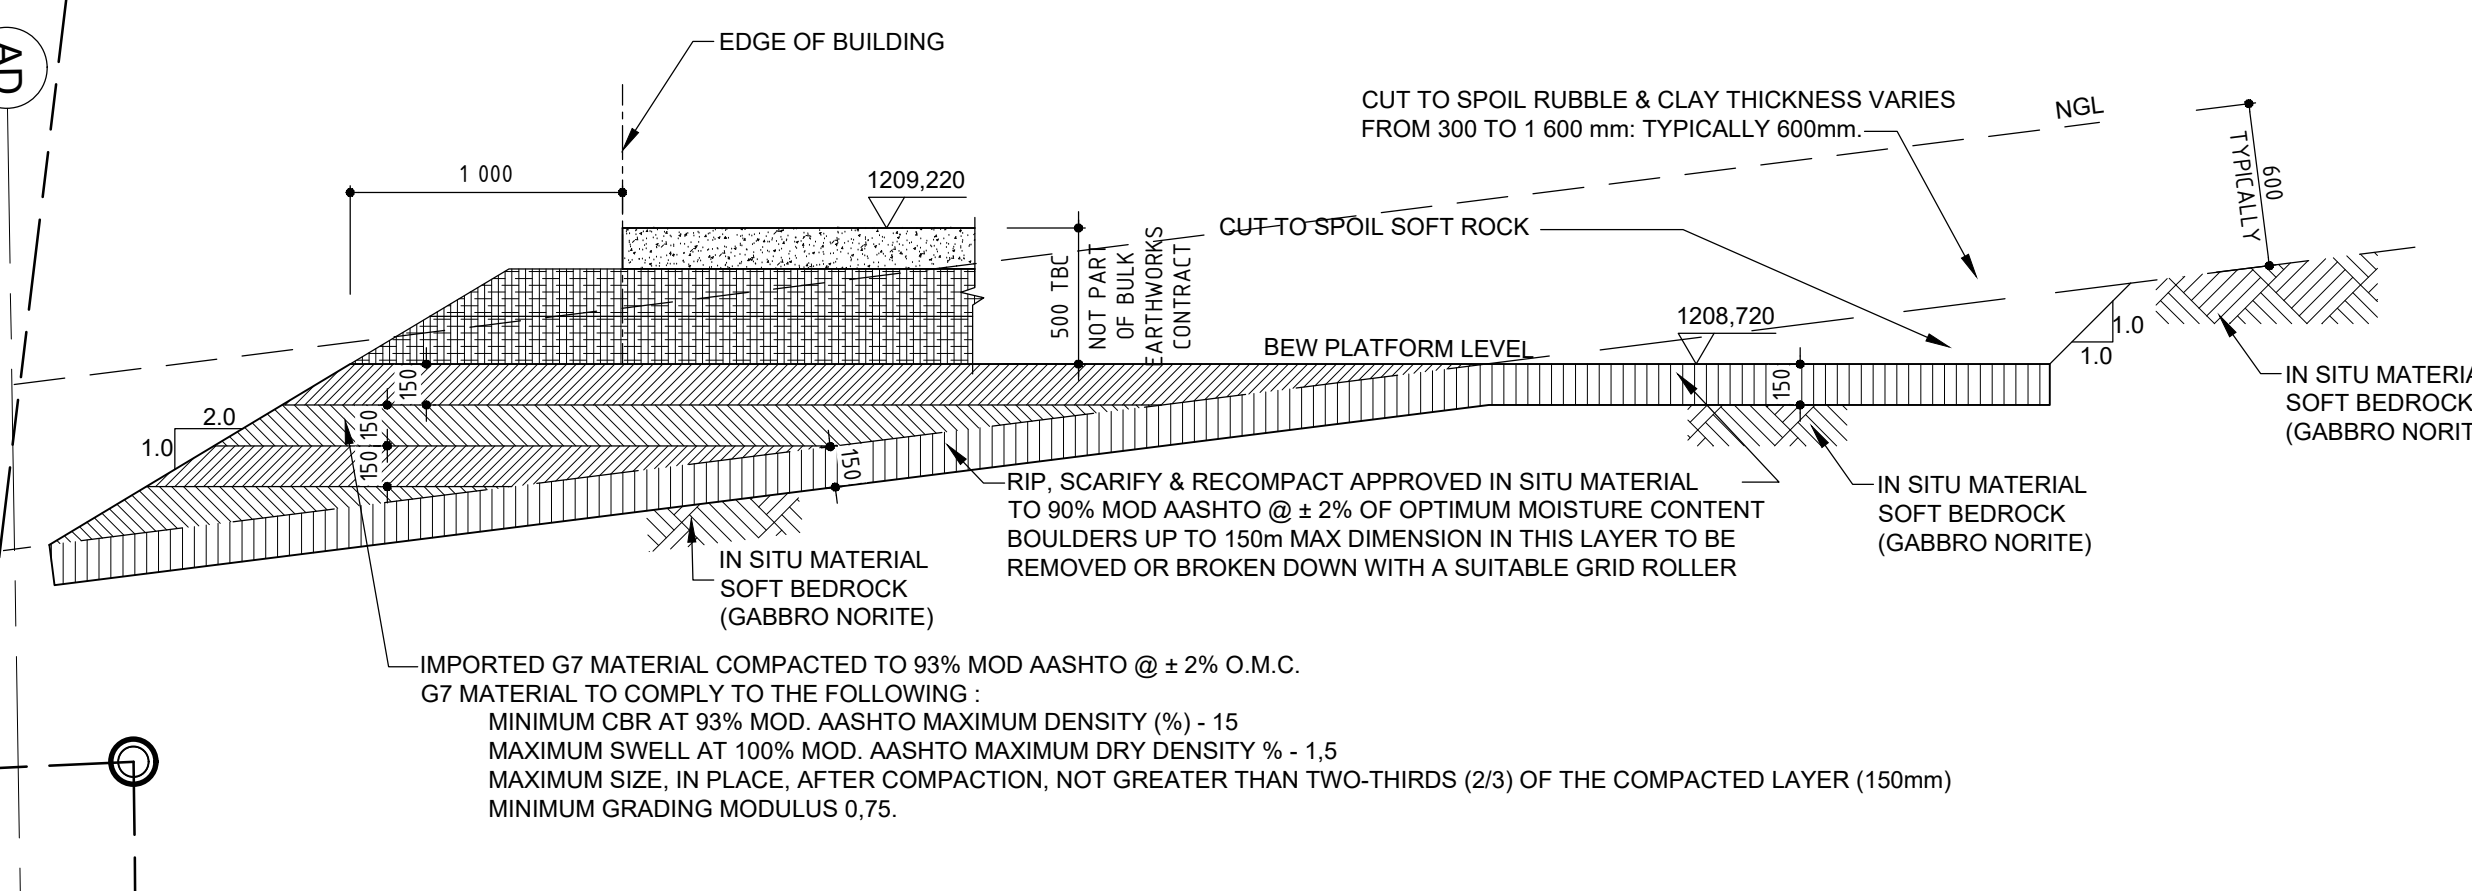 AD
EDGE OF BUILDING
CUT TO SPOIL RUBBLE & CLAY THICKNESS VARIES
FROM 300 TO 1 600 mm: TYPICALLY 600mm.
NGL
600
TYPICALLY
1 000
1209,220
CUT TO SPOIL SOFT ROCK
500 TBC
NOT PART
OF BULK
EARTHWORKS
CONTRACT
1208,720
BEW PLATFORM LEVEL
1.0
1.0
150
150
150
150
150
2.0
1.0
IN SITU MATERIA
SOFT BEDROCK
(GABBRO NORIT
RIP, SCARIFY & RECOMPACT APPROVED IN SITU MATERIAL
TO 90% MOD AASHTO @ ± 2% OF OPTIMUM MOISTURE CONTENT
BOULDERS UP TO 150m MAX DIMENSION IN THIS LAYER TO BE
REMOVED OR BROKEN DOWN WITH A SUITABLE GRID ROLLER
IN SITU MATERIAL
SOFT BEDROCK
(GABBRO NORITE)
IN SITU MATERIAL
SOFT BEDROCK
(GABBRO NORITE)
IMPORTED G7 MATERIAL COMPACTED TO 93% MOD AASHTO @ ± 2% O.M.C.
G7 MATERIAL TO COMPLY TO THE FOLLOWING :
MINIMUM CBR AT 93% MOD. AASHTO MAXIMUM DENSITY (%) - 15
MAXIMUM SWELL AT 100% MOD. AASHTO MAXIMUM DRY DENSITY % - 1,5
MAXIMUM SIZE, IN PLACE, AFTER COMPACTION, NOT GREATER THAN TWO-THIRDS (2/3) OF THE COMPACTED LAYER (150mm)
MINIMUM GRADING MODULUS 0,75.